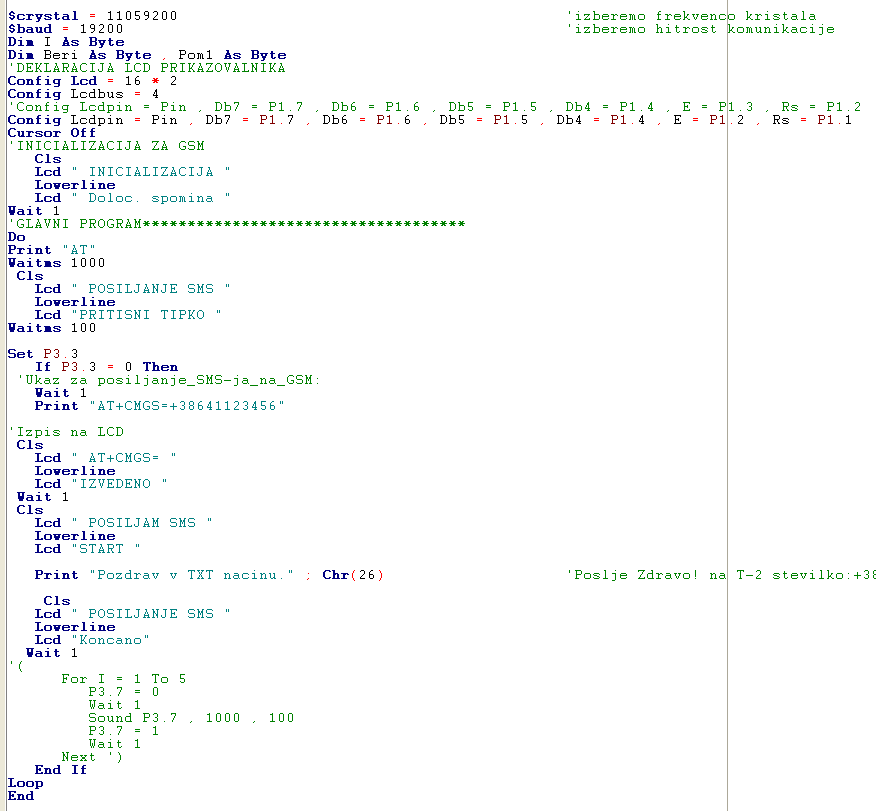 $crystal = 11059200 'izberemo frekvenco kristala
$baud = 19200 'izberemo hitrost komunikacije
Dim I As Byte
Dim Beri As Byte , Pom1 As Byte
'DEKLARACIJA LCD PRIKAZOVALNIKA
Config Lcd = 16 * 2
Config Lcdbus = 4
'Config Lcdpin = Pin , Db7 = P1.7 , Db6 = P1.6 , Db5 = P1.5 , Db4 = P1.4 , E = P1.3 , Rs = P1.2
Config Lcdpin = Pin , Db7 = P1.7 , Db6 = P1.6 , Db5 = P1.5 , Db4 = P1.4 , E = P1.2 , Rs = P1.1
Cursor Off
'INICIALIZACIJA ZA GSM
Cls
Lcd " INICIALIZACIJA "
Lowerline
Lcd " Doloc. spomina "
Wait 1
'GLAVNI PROGRAM************************************
Do
Print "AT"
Waitms 1000
Cls
Lcd " POSILJANJE SMS "
Lowerline
Lcd "PRITISNI TIPKO "
Waitms 100
Set P3.3
If P3.3 = 0 Then
'Ukaz za posiljanje_SMS-ja_na_GSM:
Wait 1
Print "AT+CMGS=+38641123456"
'Izpis na LCD
Cls
Lcd " AT+CMGS= "
Lowerline
Lcd "IZVEDENO "
Wait 1
Cls
Lcd " POSILJAM SMS "
Lowerline
Lcd "START "
Print "Pozdrav v TXT nacinu." ; Chr(26) 'Poslje Zdravo! na T-2 stevilko:+38
Cls
Lcd " POSILJANJE SMS "
Lowerline
Lcd "Koncano"
Wait 1
'(
For I = 1 To 5
P3.7 = 0
Wait 1
Sound P3.7 , 1000 , 100
P3.7 = 1
Wait 1
Next ')
End If
Loop
End